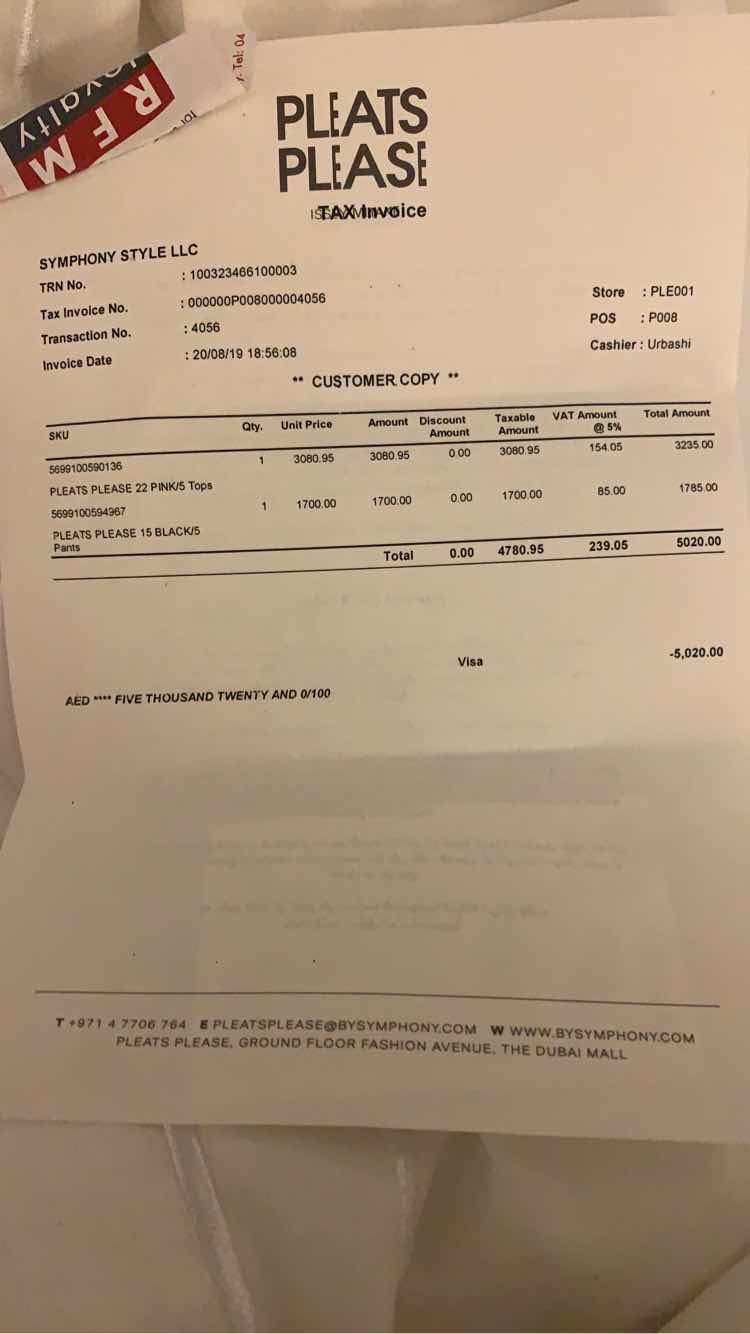 Loyalty
RFM
Tel: 04
PLEATS
PLEASE
TAX Invoice
SYMPHONY STYLE LLC
TRN No. : 100323466100003
Tax Invoice No. : 000000P008000004056
Transaction No. : 4056
Invoice Date : 20/08/19 18:56:08
Store : PLE001
POS : P008
Cashier : Urbashi
** CUSTOMER COPY **
SKU Qty. Unit Price Amount Discount Amount Taxable Amount VAT Amount @ 5% Total Amount
5699100590136 1 3080.95 3080.95 0.00 3080.95 154.05 3235.00
PLEATS PLEASE 22 PINK/5 Tops
5699100594967 1 1700.00 1700.00 0.00 1700.00 85.00 1785.00
PLEATS PLEASE 15 BLACK/5
Pants
Total 0.00 4780.95 239.05 5020.00
Visa -5,020.00
AED **** FIVE THOUSAND TWENTY AND 0/100
T +971 4 7706 764 E PLEATSPLEASE@BYSYMPHONY.COM W WWW.BYSYMPHONY.COM
PLEATS PLEASE, GROUND FLOOR FASHION AVENUE, THE DUBAI MALL